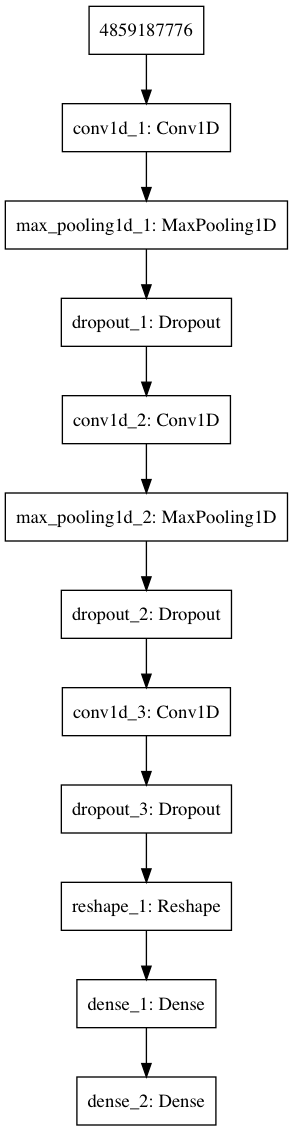 4859187776
conv1d_1: Conv1D
max_pooling1d_1: MaxPooling1D
dropout_1: Dropout
conv1d_2: Conv1D
max_pooling1d_2: MaxPooling1D
dropout_2: Dropout
conv1d_3: Conv1D
dropout_3: Dropout
reshape_1: Reshape
dense_1: Dense
dense_2: Dense